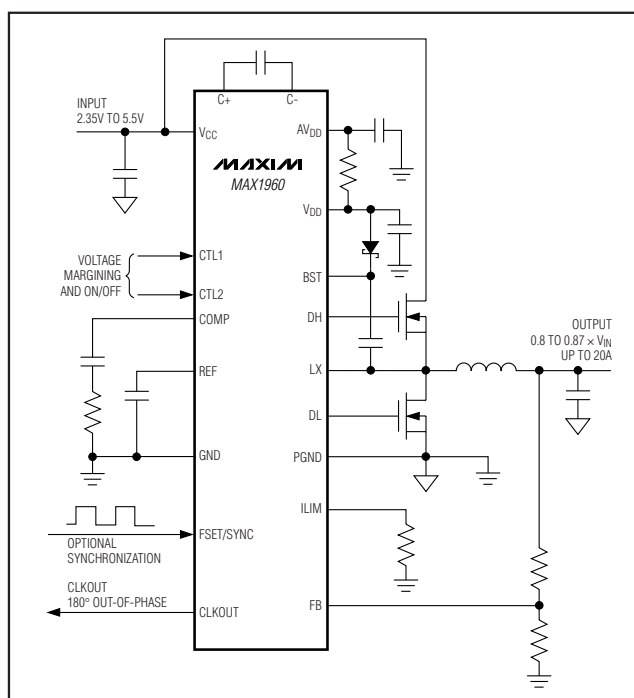 C+
C-
INPUT
2.35V TO 5.5V
VCC
AVDD
MAXIM
MAX1960
VDD
VOLTAGE
MARGINING
AND ON/OFF
CTL1
CTL2
BST
COMP
DH
OUTPUT
0.8 TO 0.87 × VIN
UP TO 20A
REF
LX
DL
GND
PGND
ILIM
FSET/SYNC
OPTIONAL
SYNCHRONIZATION
CLKOUT
180° OUT-OF-PHASE
CLKOUT
FB